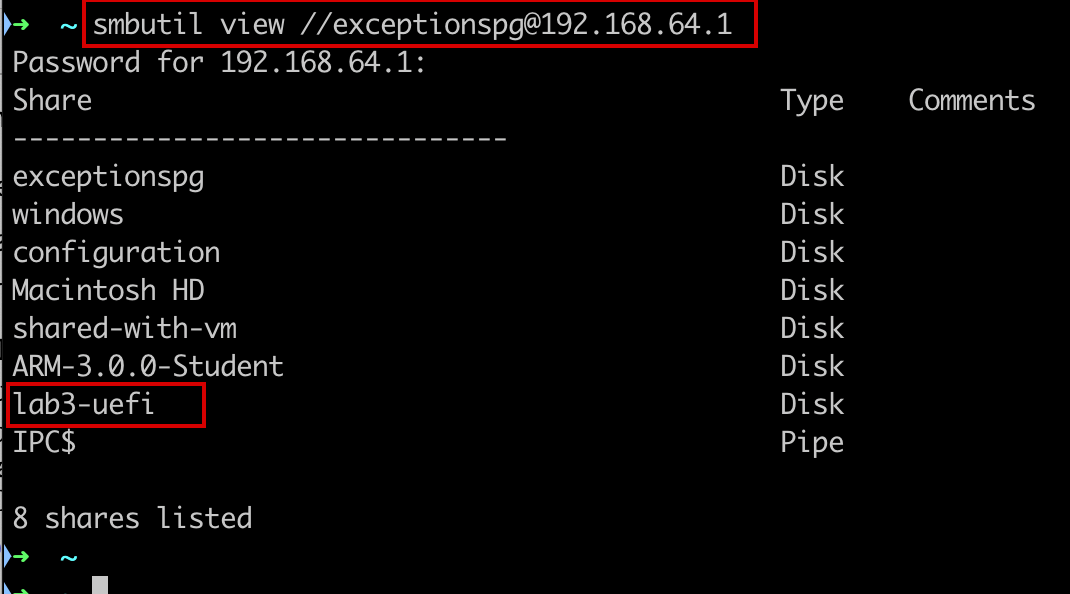 ➜ ~ smbutil view //exceptionspg@192.168.64.1
Password for 192.168.64.1:
Share Type Comments
-------------------------------
exceptionspg Disk
windows Disk
configuration Disk
Macintosh HD Disk
shared-with-vm Disk
ARM-3.0.0-Student Disk
lab3-uefi Disk
IPC$ Pipe
8 shares listed
➜ ~